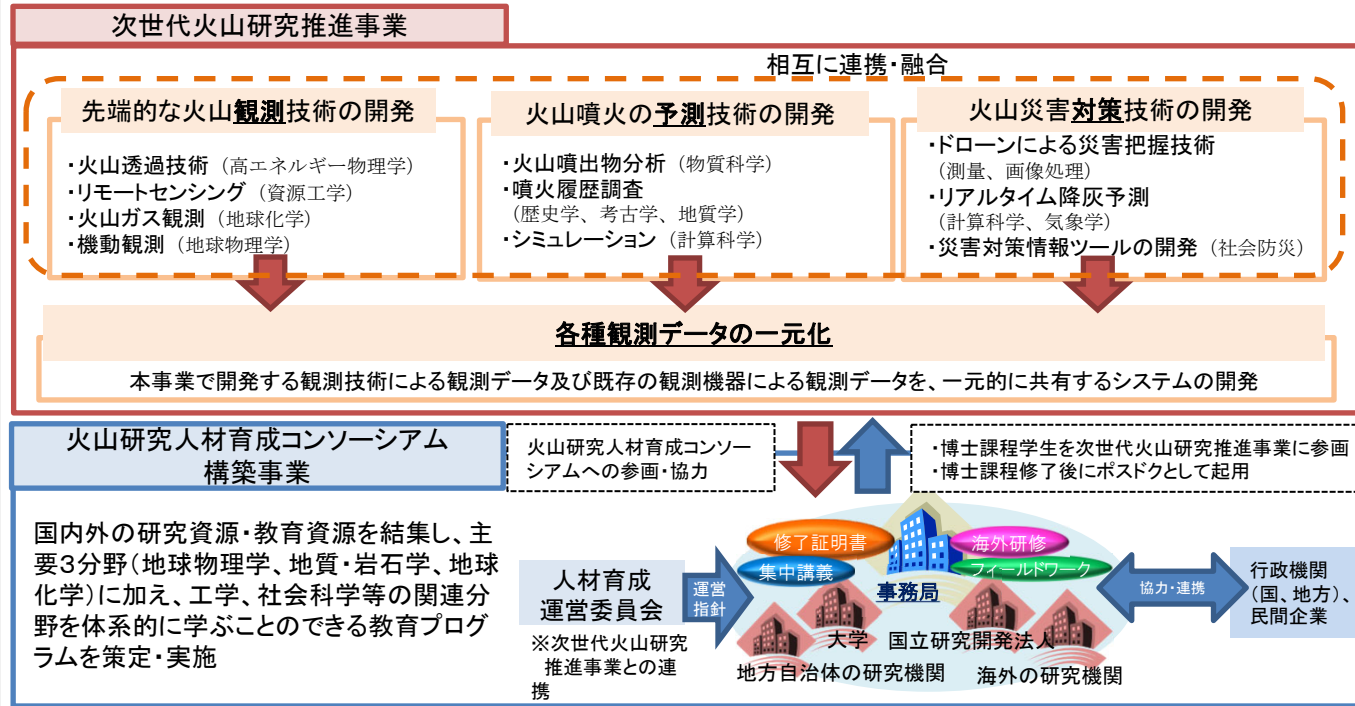 次世代火山研究推進事業
相互に連携・融合
先端的な火山観測技術の開発
・火山透過技術（高エネルギー物理学）
・リモートセンシング（資源工学）
・火山ガス観測（地球化学）
・機動観測（地球物理学）
火山噴火の予測技術の開発
・火山噴出物分析（物質科学）
・噴火履歴調査
（歴史学、考古学、地質学）
・シミュレーション（計算科学）
火山災害対策技術の開発
・ドローンによる災害把握技術
（測量、画像処理）
・リアルタイム降灰予測
（計算科学、気象学）
・災害対策情報ツールの開発（社会防災）
各種観測データの一元化
本事業で開発する観測技術による観測データ及び既存の観測機器による観測データを、一元的に共有するシステムの開発
火山研究人材育成コンソーシアム
構築事業
火山研究人材育成コンソー
シアムへの参画・協力
・博士課程学生を次世代火山研究推進事業に参画
・博士課程修了後にポスドクとして起用
国内外の研究資源・教育資源を結集し、主
要３分野（地球物理学、地質・岩石学、地球
化学）に加え、工学、社会科学等の関連分
野を体系的に学ぶことのできる教育プログ
ラムを策定・実施
人材育成
運営委員会
※次世代火山研究
推進事業との連
携
運営
指針
修了証明書
海外研修
集中講義
フィールドワーク
事務局
大学
国立研究開発法人
地方自治体の研究機関
海外の研究機関
協力・連携
行政機関
（国、地方）、
民間企業